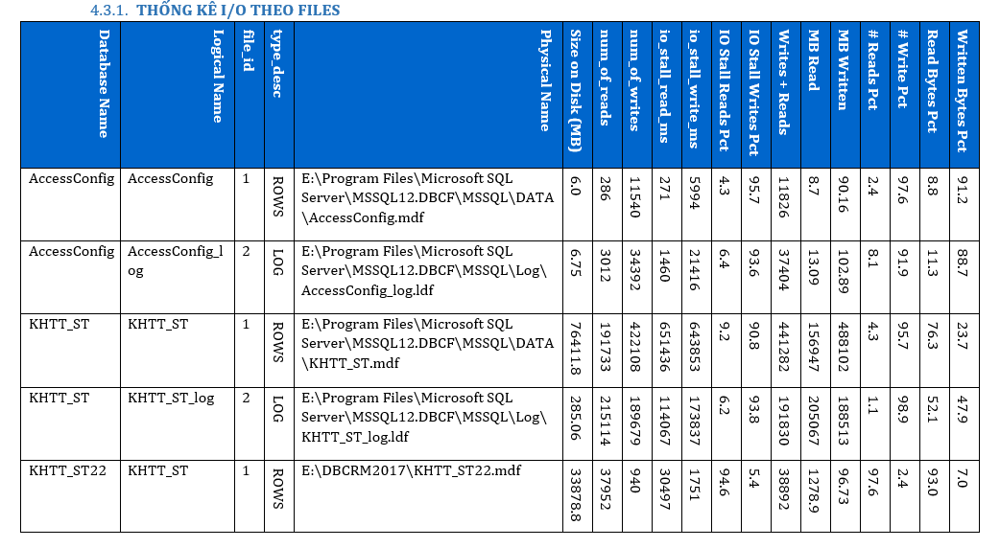 4.3.1. THỐNG KÊ I/O THEO FILES
Database Name
Logical Name
file_id
type_desc
Physical Name
Size on Disk (MB)
num_of_reads
num_of_writes
io_stall_read_ms
io_stall_write_ms
IO Stall Reads Pct
IO Stall Writes Pct
Writes + Reads
MB Read
MB Written
# Reads Pct
# Write Pct
Read Bytes Pct
Written Bytes Pct
AccessConfig
AccessConfig
1
ROWS
E:\Program Files\Microsoft SQL
Server\MSSQL12.DBCF\MSSQL\DATA
\AccessConfig.mdf
6.0
286
11540
271
5994
4.3
95.7
11826
8.7
90.16
2.4
97.6
8.8
91.2
AccessConfig
AccessConfig_l
og
2
LOG
E:\Program Files\Microsoft SQL
Server\MSSQL12.DBCF\MSSQL\Log\
AccessConfig_log.ldf
6.75
3012
34392
1460
21416
6.4
93.6
37404
13.09
102.89
8.1
91.9
11.3
88.7
KHTT_ST
KHTT_ST
1
ROWS
E:\Program Files\Microsoft SQL
Server\MSSQL12.DBCF\MSSQL\DATA
\KHTT_ST.mdf
76411.8
191733
422108
651436
643853
9.2
90.8
441282
156947
488102
4.3
95.7
76.3
23.7
KHTT_ST
KHTT_ST_log
2
LOG
E:\Program Files\Microsoft SQL
Server\MSSQL12.DBCF\MSSQL\Log\
KHTT_ST_log.ldf
285.06
215114
189679
114067
173837
6.2
93.8
191830
205067
188513
1.1
98.9
52.1
47.9
KHTT_ST22
KHTT_ST
1
ROWS
E:\DBCRM2017\KHTT_ST22.mdf
33878.8
37952
940
30497
1751
94.6
5.4
38892
1278.9
96.73
97.6
2.4
93.0
7.0